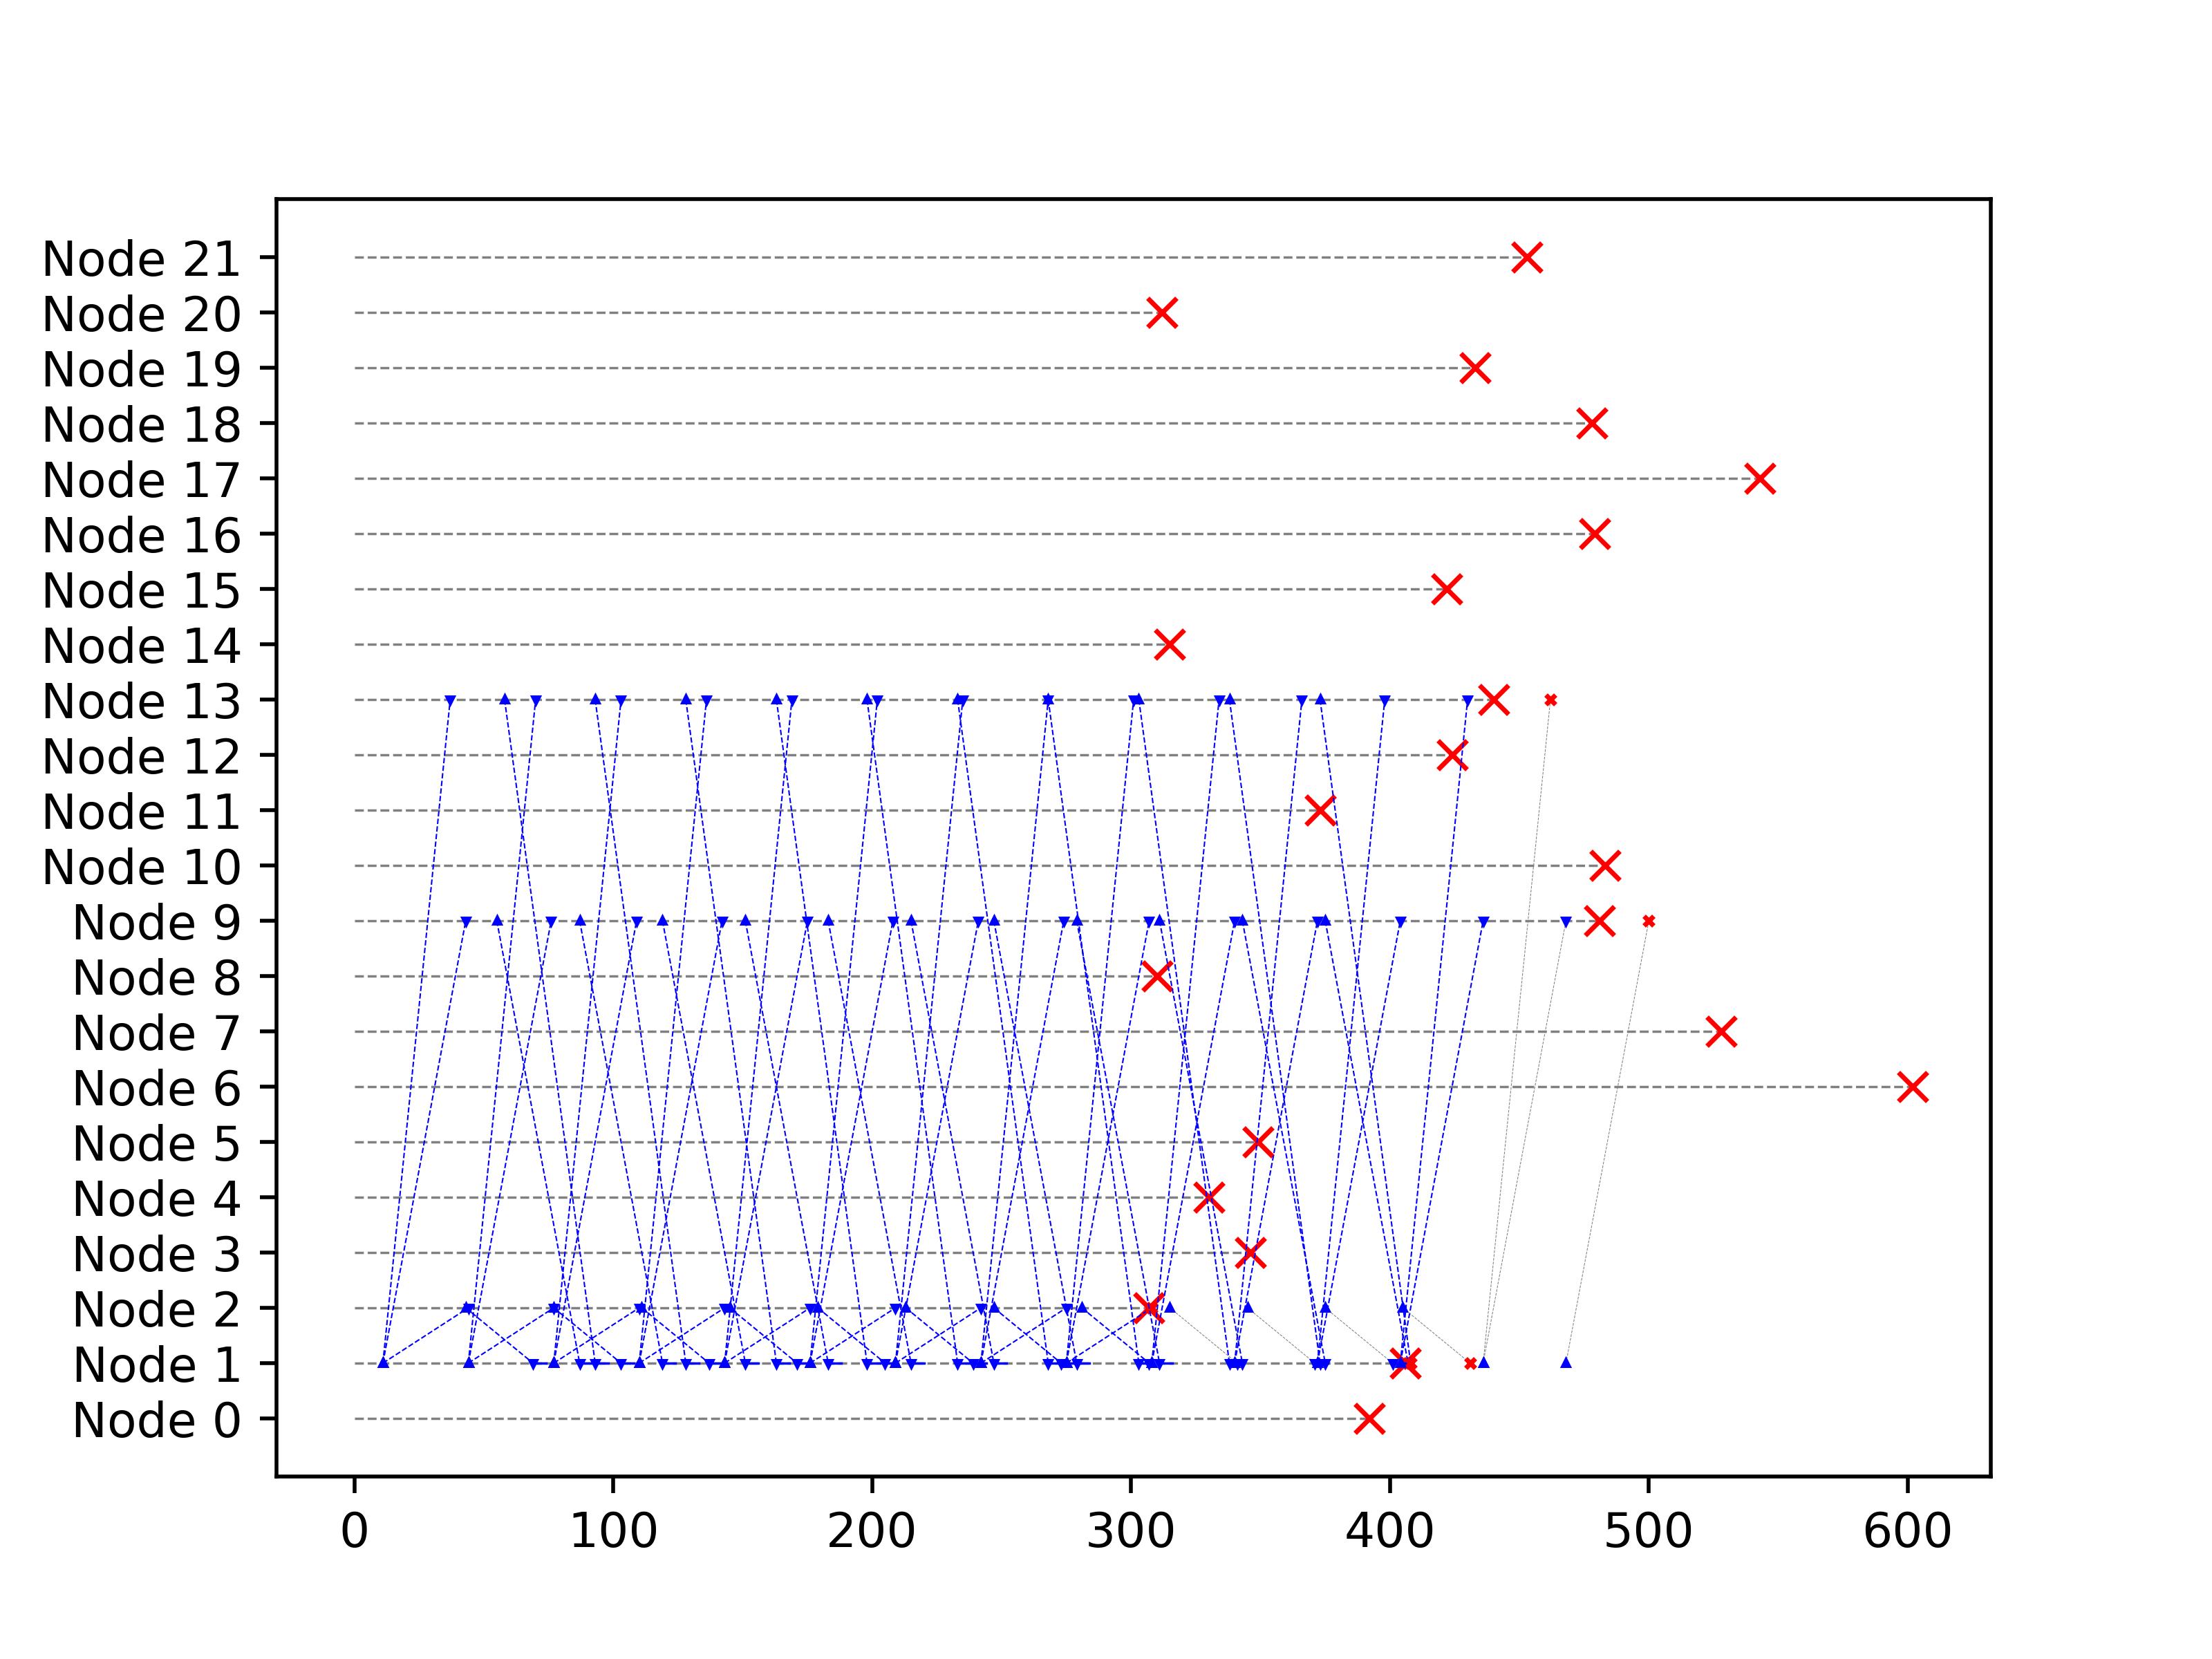 Node 21
Node 20
Node 19
Node 18
Node 17
Node 16
Node 15
Node 14
Node 13
Node 12
Node 11
Node 10
Node 9
Node 8
Node 7
Node 6
Node 5
Node 4
Node 3
Node 2
Node 1
Node 0
0 100 200 300 400 500 600